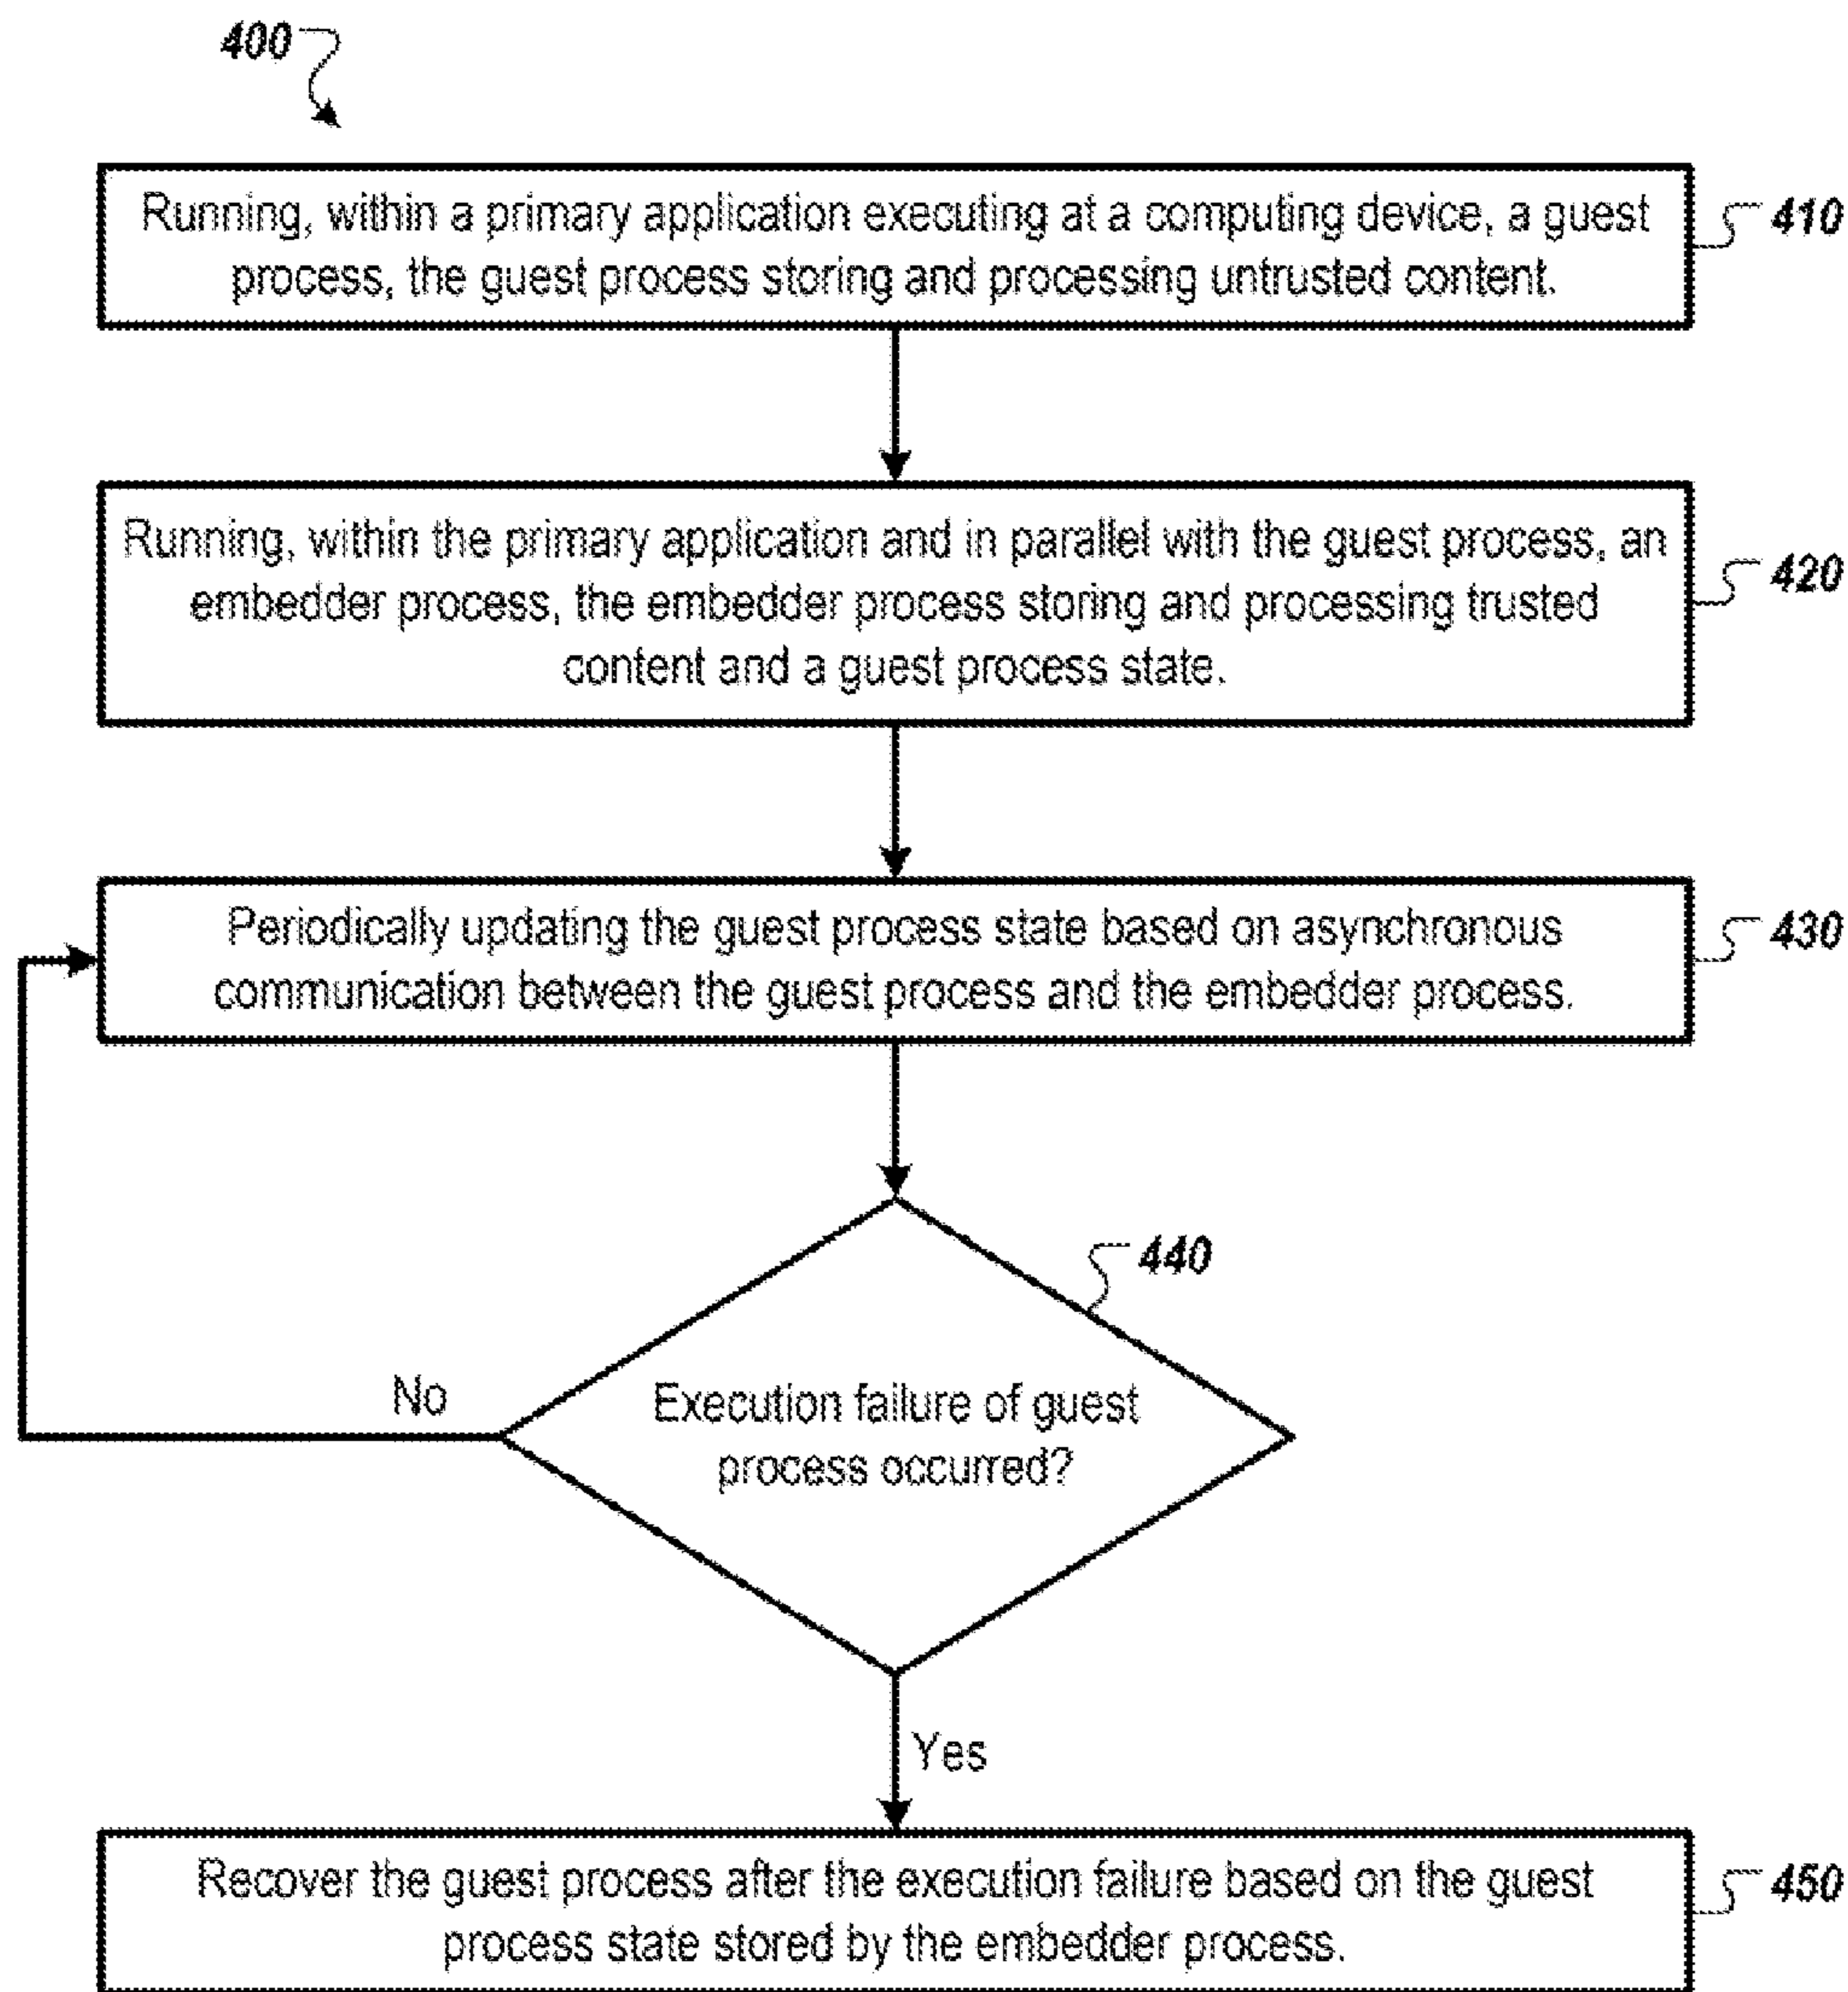 400
Running, within a primary application executing at a computing device, a guest
process, the guest process storing and processing untrusted content.
410
Running, within the primary application and in parallel with the guest process, an
embedder process, the embedder process storing and processing trusted
content and a guest process state.
420
Periodically updating the guest process state based on asynchronous
communication between the guest process and the embedder process.
430
440
Execution failure of guest
process occurred?
No
Yes
Recover the guest process after the execution failure based on the guest
process state stored by the embedder process.
450